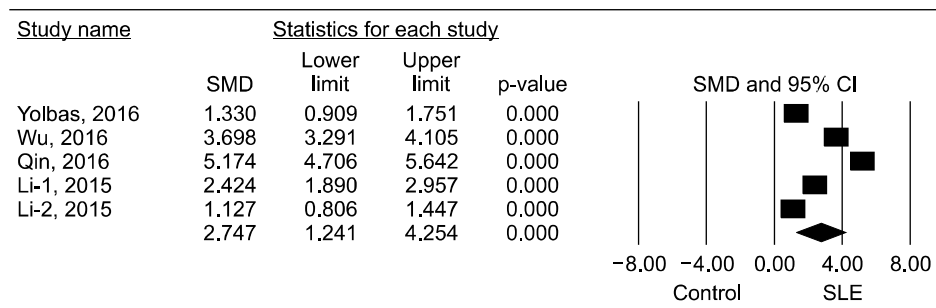 Study name Statistics for each study
Lower Upper
SMD limit limit p-value SMD and 95% CI
Yolbas, 2016 1.330 0.909 1.751 0.000
Wu, 2016 3.698 3.291 4.105 0.000
Qin, 2016 5.174 4.706 5.642 0.000
Li-1, 2015 2.424 1.890 2.957 0.000
Li-2, 2015 1.127 0.806 1.447 0.000
2.747 1.241 4.254 0.000
−8.00 −4.00 0.00 4.00 8.00
Control SLE